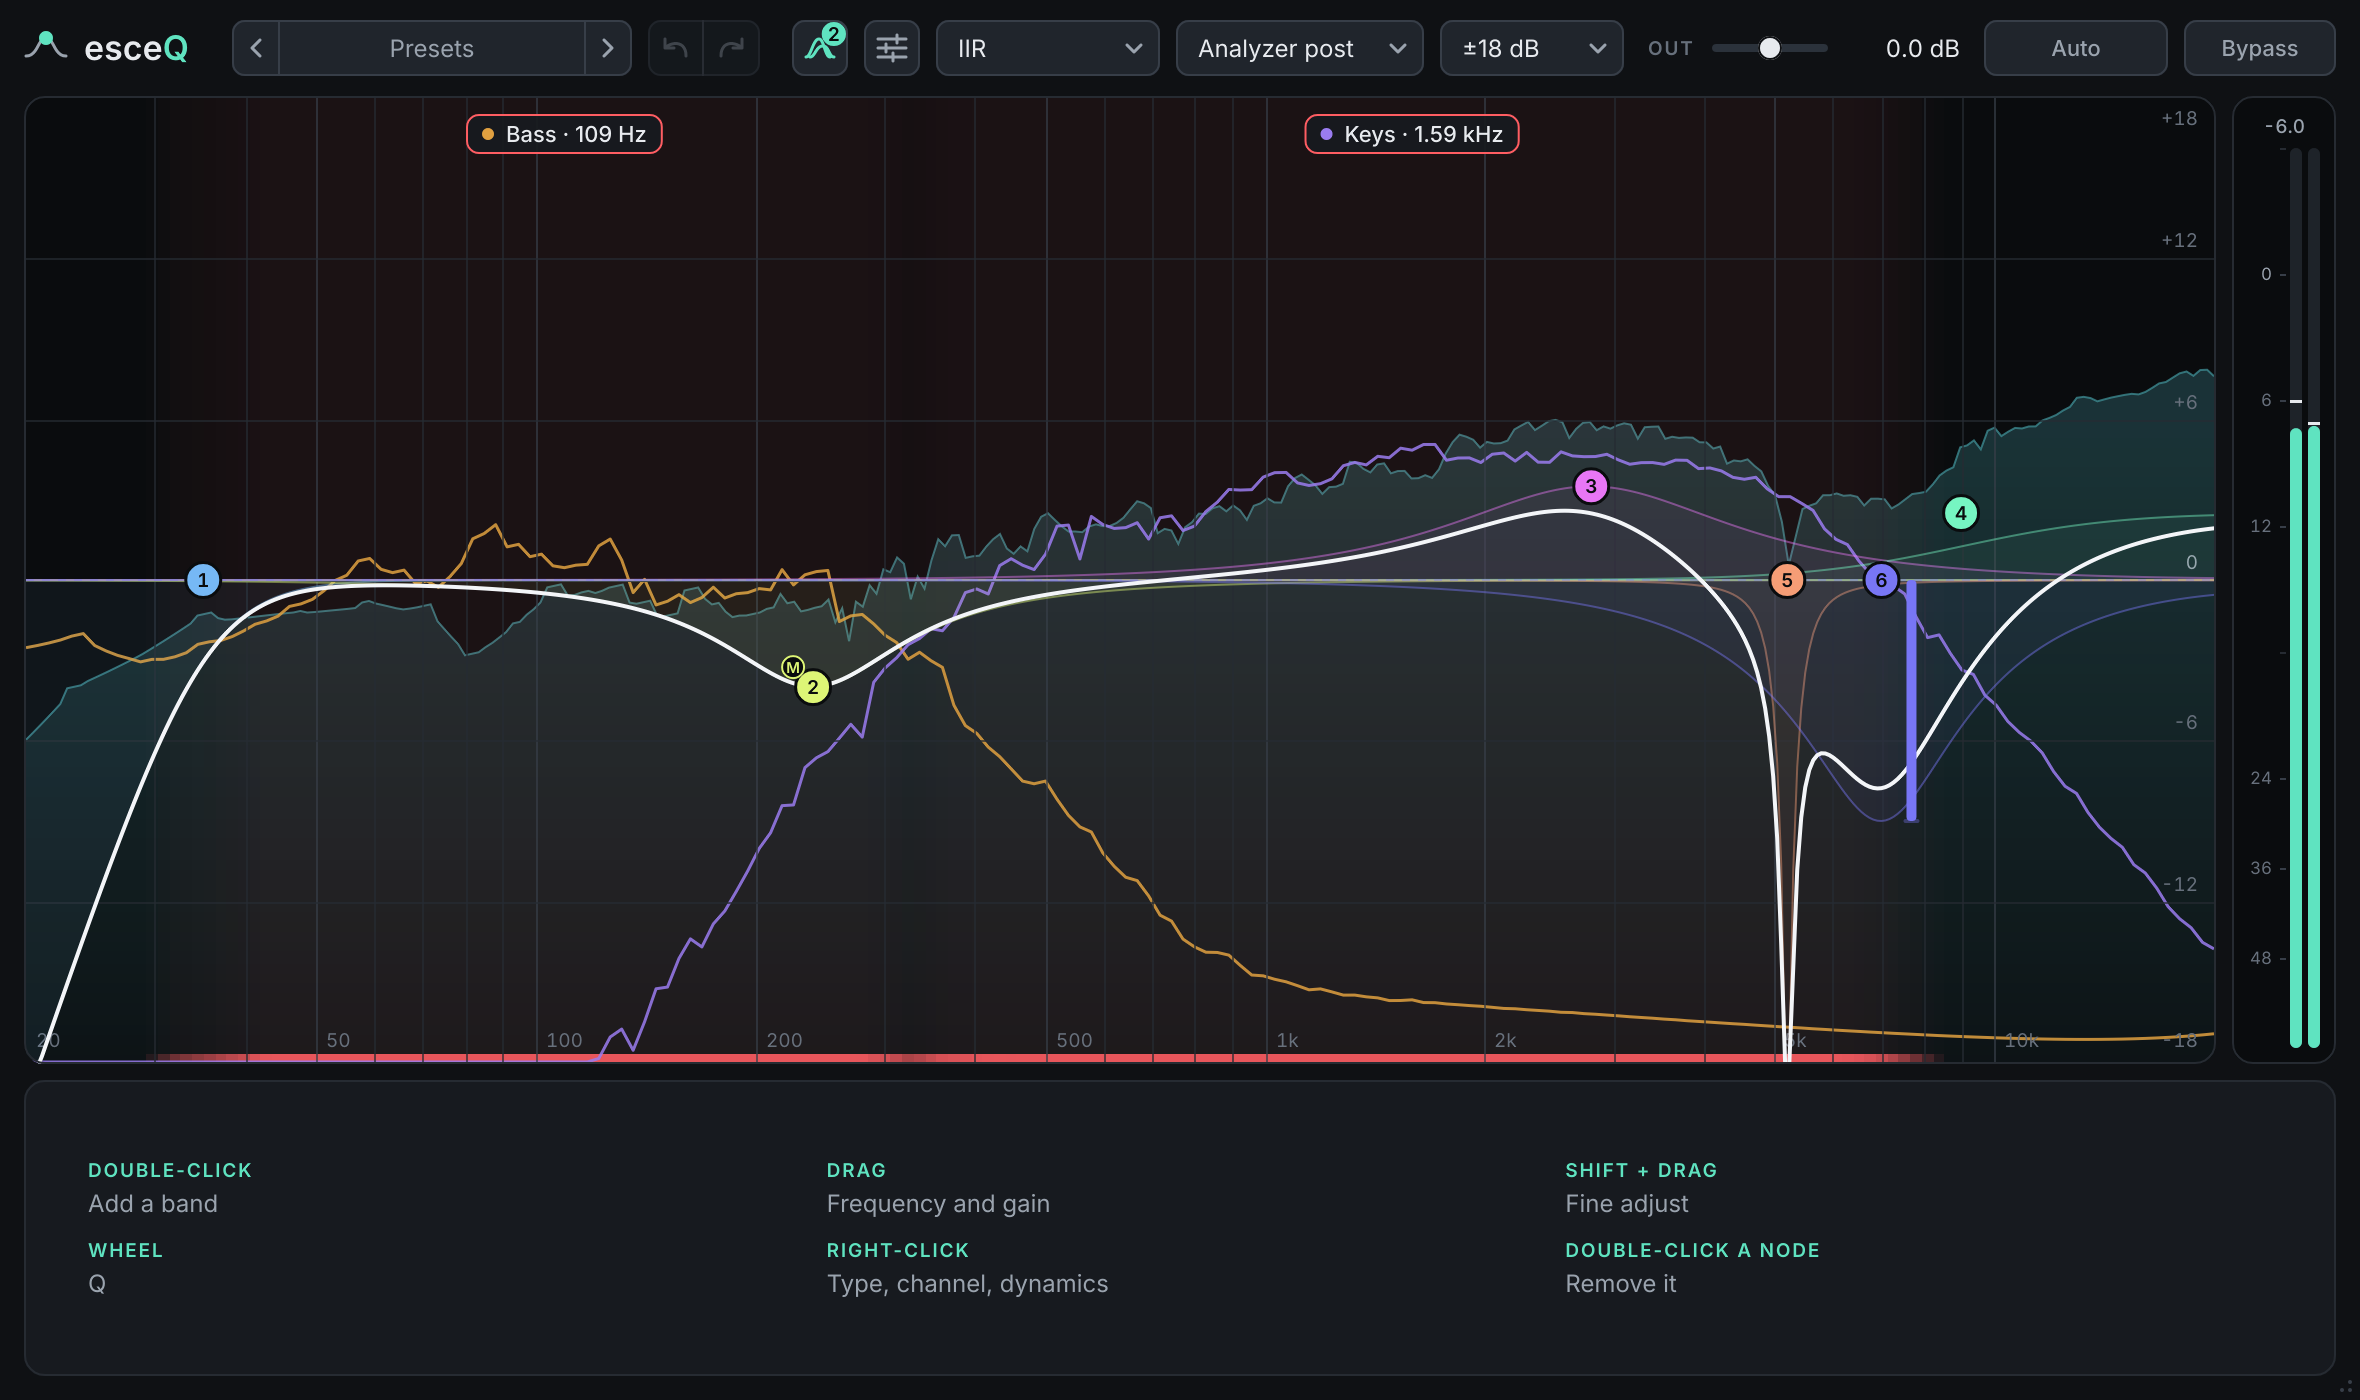 esceQ
Presets
2
IIR
Analyzer post
±18 dB
OUT
0.0 dB
Auto
Bypass
Bass · 109 Hz
Keys · 1.59 kHz
+18
+12
+6
0
-6
-12
-18
1
M
2
3
4
5
6
20
50
100
200
500
1k
2k
5k
10k
-6.0
0
6
12
24
36
48
DOUBLE-CLICK
Add a band
DRAG
Frequency and gain
SHIFT + DRAG
Fine adjust
WHEEL
Q
RIGHT-CLICK
Type, channel, dynamics
DOUBLE-CLICK A NODE
Remove it